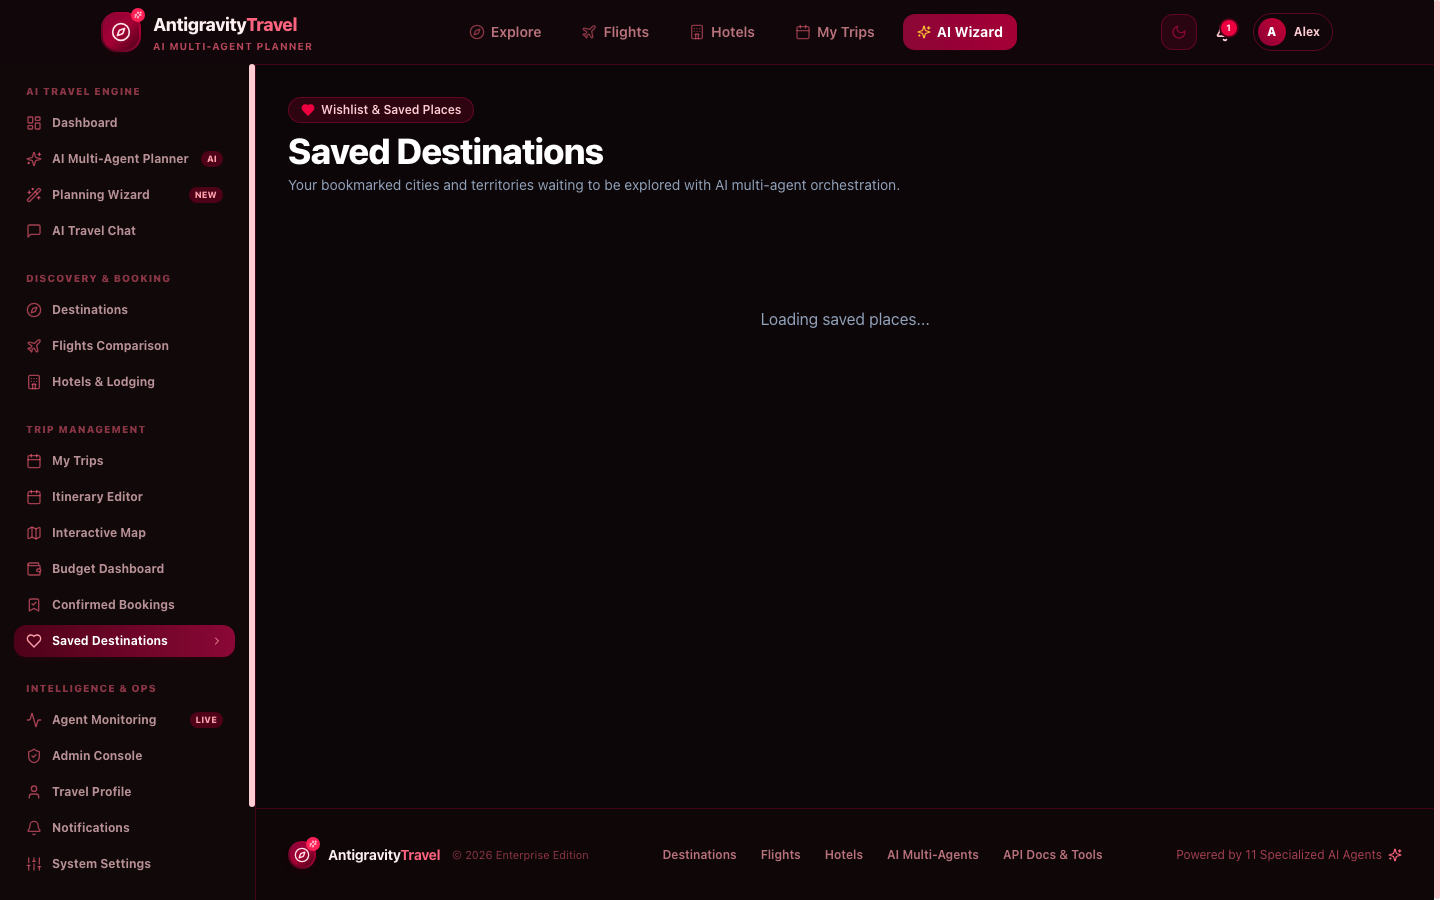 AntigravityTravel
AI MULTI-AGENT PLANNER
Explore
Flights
Hotels
My Trips
AI Wizard
1
A
Alex
AI TRAVEL ENGINE
Dashboard
AI Multi-Agent Planner AI
Planning Wizard NEW
AI Travel Chat
DISCOVERY & BOOKING
Destinations
Flights Comparison
Hotels & Lodging
TRIP MANAGEMENT
My Trips
Itinerary Editor
Interactive Map
Budget Dashboard
Confirmed Bookings
Saved Destinations
INTELLIGENCE & OPS
Agent Monitoring LIVE
Admin Console
Travel Profile
Notifications
System Settings
Wishlist & Saved Places
Saved Destinations
Your bookmarked cities and territories waiting to be explored with AI multi-agent orchestration.
Loading saved places...
AntigravityTravel © 2026 Enterprise Edition
Destinations
Flights
Hotels
AI Multi-Agents
API Docs & Tools
Powered by 11 Specialized AI Agents